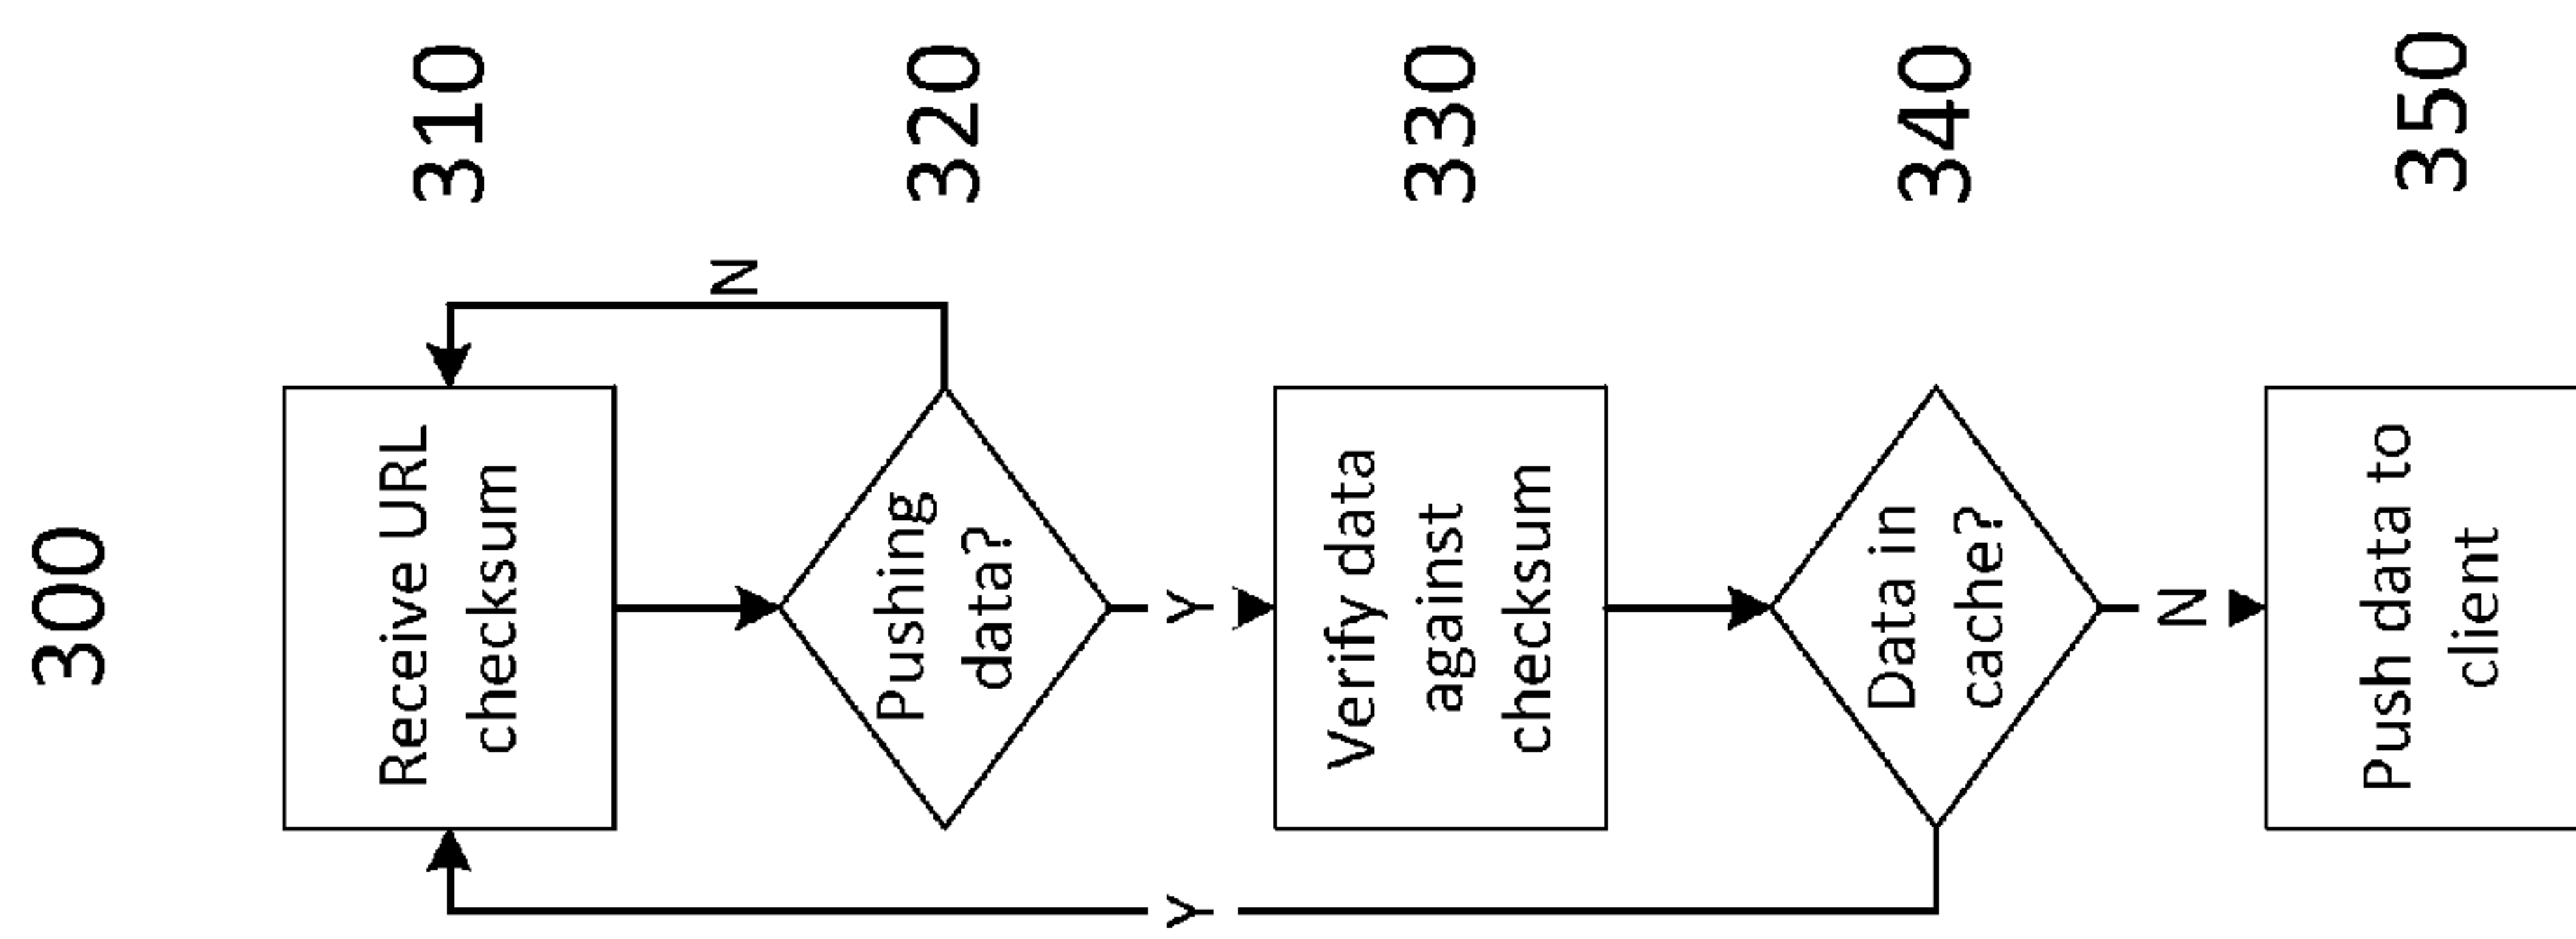 300
Receive URL
checksum
310
N
Pushing
data?
320
Y
Verify data
against
checksum
330
Y
Data in
cache?
340
N
Push data to
client
350